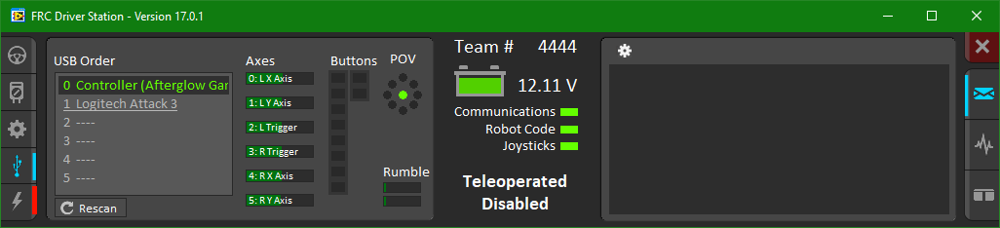 FRC Driver Station - Version 17.0.1
USB Order
0 Controller (Afterglow Gar
1 Logitech Attack 3
2 ----
3 ----
4 ----
5 ----
Rescan
Axes
0: L X Axis
1: L Y Axis
2: L Trigger
3: R Trigger
4: R X Axis
5: R Y Axis
Buttons
POV
Rumble
Team # 4444
12.11 V
Communications
Robot Code
Joysticks
Teleoperated
Disabled